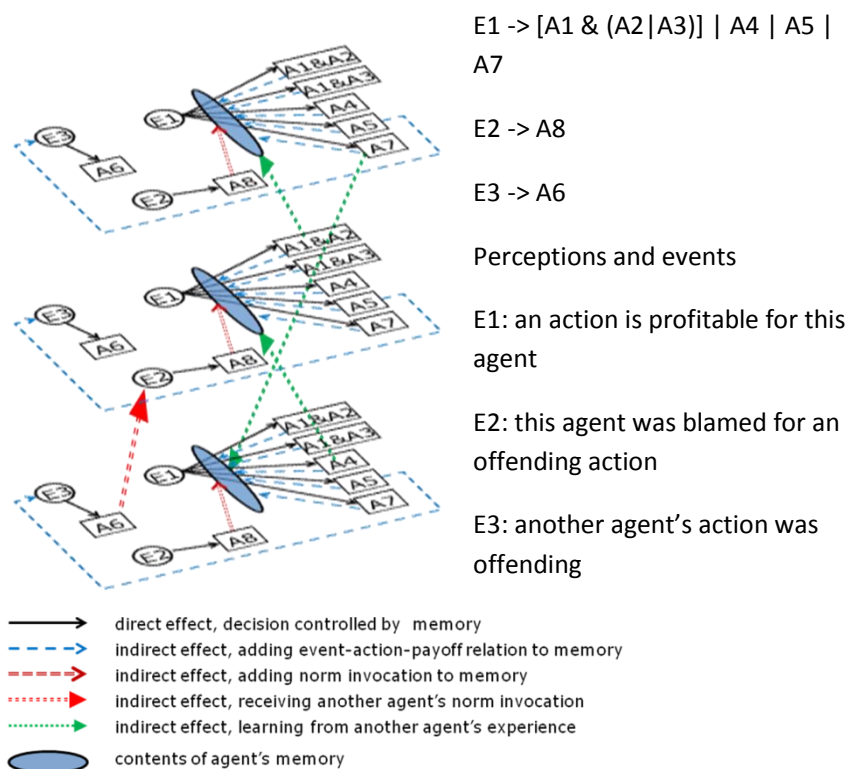 E1 -> [A1 & (A2|A3)] | A4 | A5 |
A7
E2 -> A8
E3 -> A6
Perceptions and events
E1: an action is profitable for this
agent
E2: this agent was blamed for an
offending action
E3: another agent's action was
offending
A1&A2
A1&A3
A4
A5
A7
E1
E3
A6
A8
E2
A1&A2
A1&A3
A4
A5
A7
E1
E3
A6
A8
E2
A1&A2
A1&A3
A4
A5
A7
E1
E3
A6
A8
E2
direct effect, decision controlled by memory
indirect effect, adding event-action-payoff relation to memory
indirect effect, adding norm invocation to memory
indirect effect, receiving another agent's norm invocation
indirect effect, learning from another agent's experience
contents of agent's memory